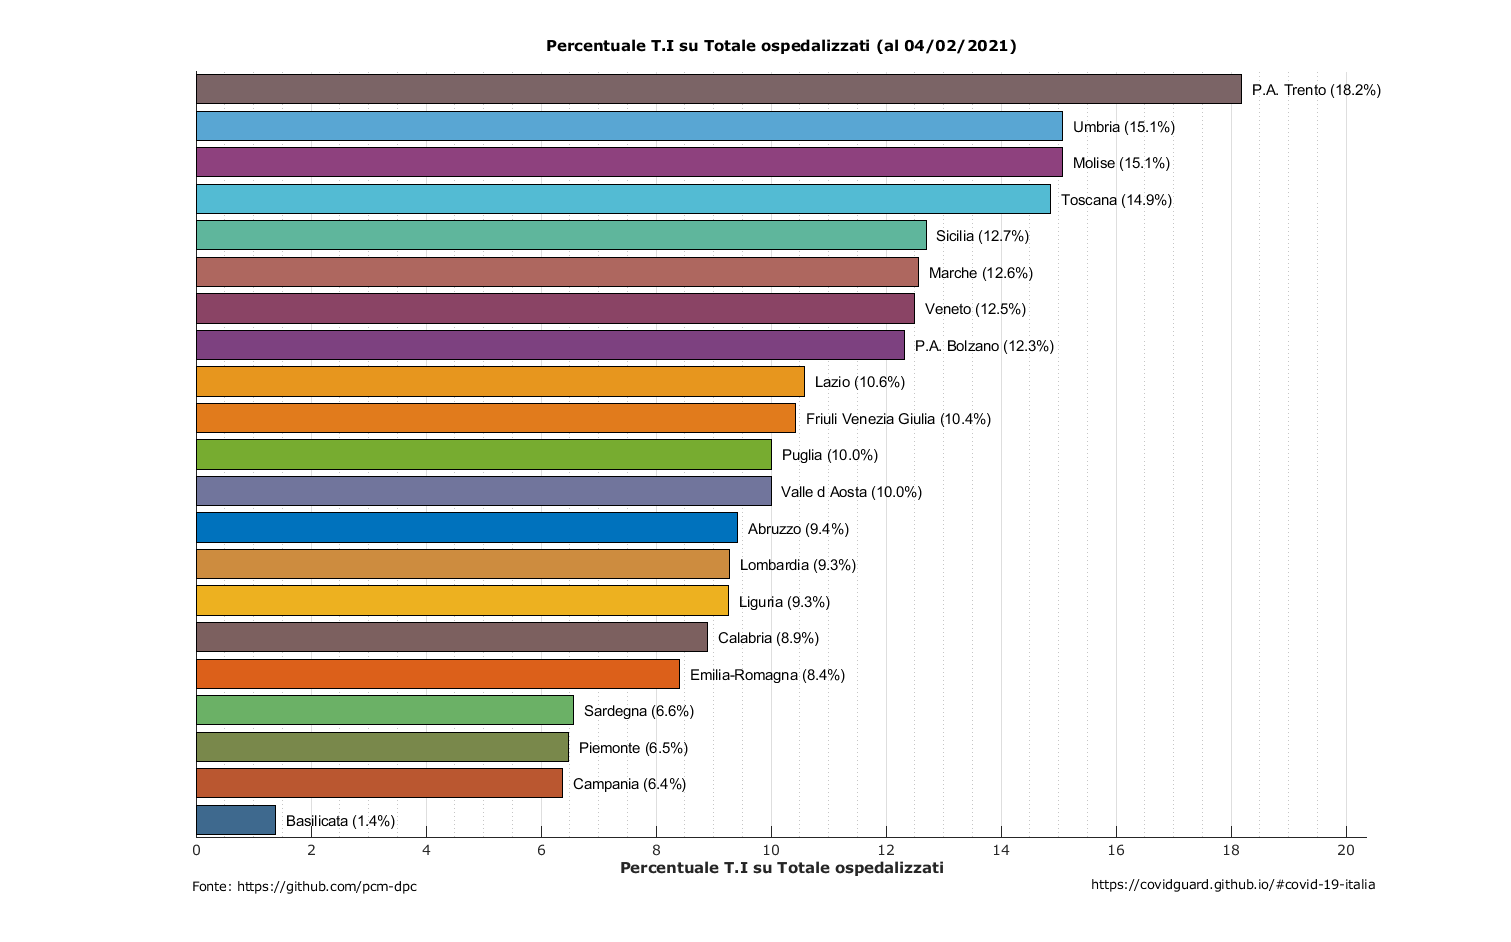 Percentuale T.I su Totale ospedalizzati (al 04/02/2021)
P.A. Trento (18.2%)
Umbria (15.1%)
Molise (15.1%)
Toscana (14.9%)
Sicilia (12.7%)
Marche (12.6%)
Veneto (12.5%)
P.A. Bolzano (12.3%)
Lazio (10.6%)
Friuli Venezia Giulia (10.4%)
Puglia (10.0%)
Valle d Aosta (10.0%)
Abruzzo (9.4%)
Lombardia (9.3%)
Liguria (9.3%)
Calabria (8.9%)
Emilia-Romagna (8.4%)
Sardegna (6.6%)
Piemonte (6.5%)
Campania (6.4%)
Basilicata (1.4%)
0 2 4 6 8 10 12 14 16 18 20
Percentuale T.I su Totale ospedalizzati
Fonte: https://github.com/pcm-dpc
https://covidguard.github.io/#covid-19-italia